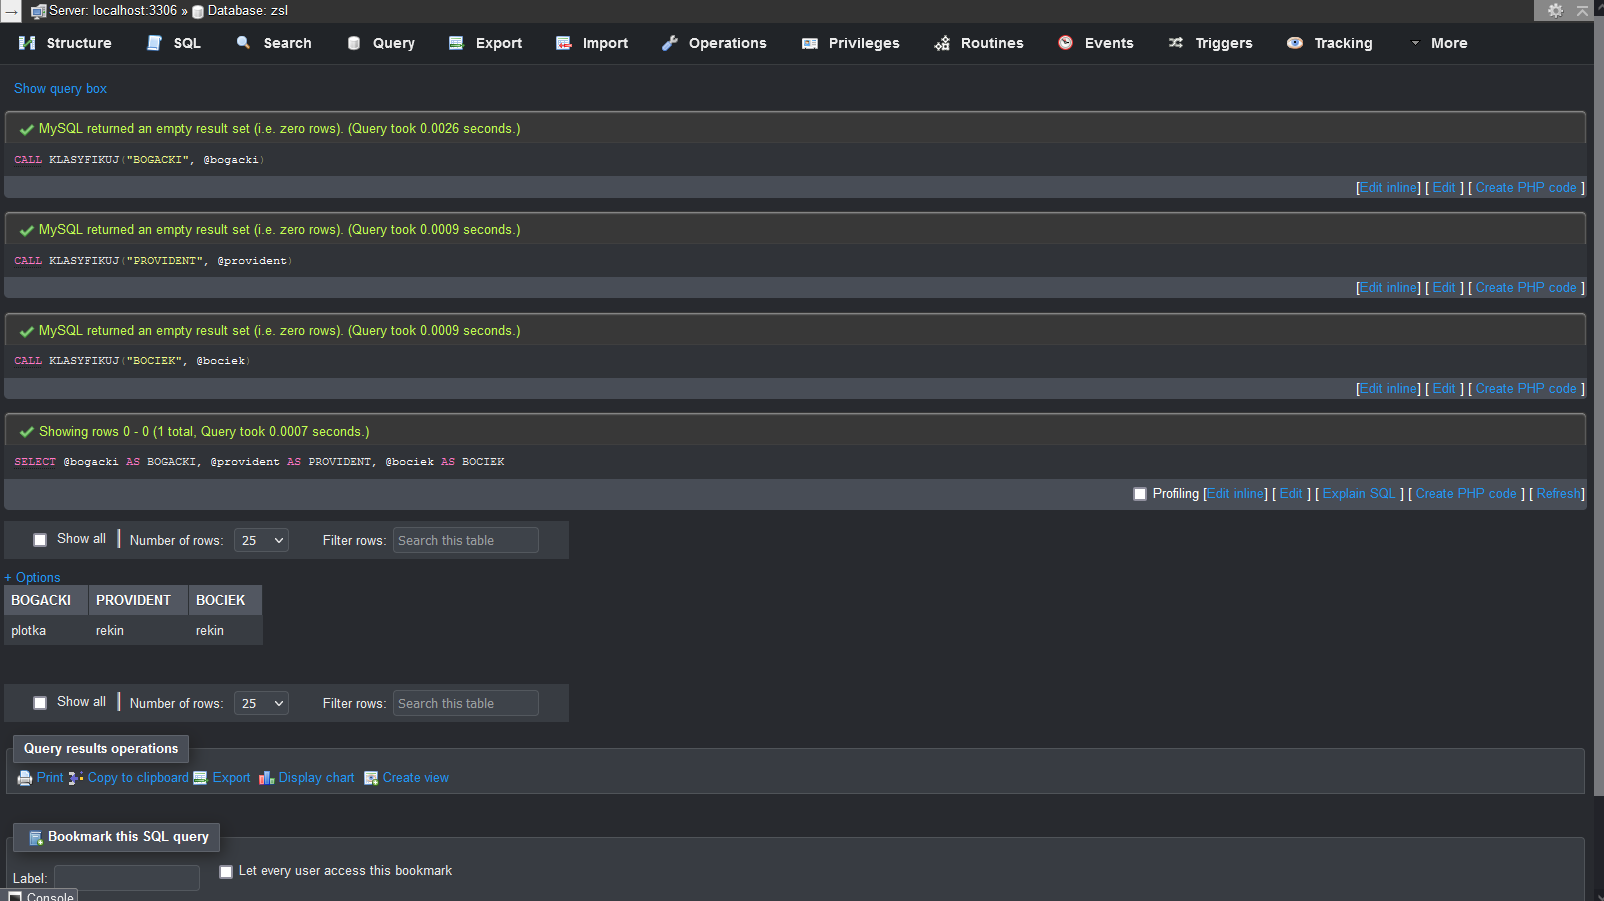 → Server: localhost:3306 » Database: zsl
Structure SQL Search Query Export Import Operations Privileges Routines Events Triggers Tracking More
Show query box
MySQL returned an empty result set (i.e. zero rows). (Query took 0.0026 seconds.)
CALL KLASYFIKUJ("BOGACKI", @bogacki)
[Edit inline] [ Edit ] [ Create PHP code ]
MySQL returned an empty result set (i.e. zero rows). (Query took 0.0009 seconds.)
CALL KLASYFIKUJ("PROVIDENT", @provident)
[Edit inline] [ Edit ] [ Create PHP code ]
MySQL returned an empty result set (i.e. zero rows). (Query took 0.0009 seconds.)
CALL KLASYFIKUJ("BOCIEK", @bociek)
[Edit inline] [ Edit ] [ Create PHP code ]
Showing rows 0 - 0 (1 total, Query took 0.0007 seconds.)
SELECT @bogacki AS BOGACKI, @provident AS PROVIDENT, @bociek AS BOCIEK
Profiling [Edit inline] [ Edit ] [ Explain SQL ] [ Create PHP code ] [ Refresh]
Show all Number of rows: 25 Filter rows: Search this table
+ Options
BOGACKI PROVIDENT BOCIEK
plotka rekin rekin
Show all Number of rows: 25 Filter rows: Search this table
Query results operations
Print Copy to clipboard Export Display chart Create view
Bookmark this SQL query
Label: Let every user access this bookmark
Console